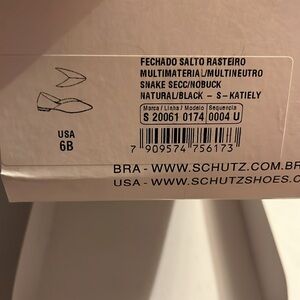 FECHADO SALTO RASTEIRO
MULTIMATERIAL/MULTINEUTRO
SNAKE SECC/NOBUCK
NATURAL/BLACK - S-KATIELY
Marca / Linha / Modelo Sequencia
S 20061 0174 0004 U
USA
6B
7 909574 756173
BRA - WWW.SCHUTZ.COM.BR
USA - WWW.SCHUTZSHOES.C